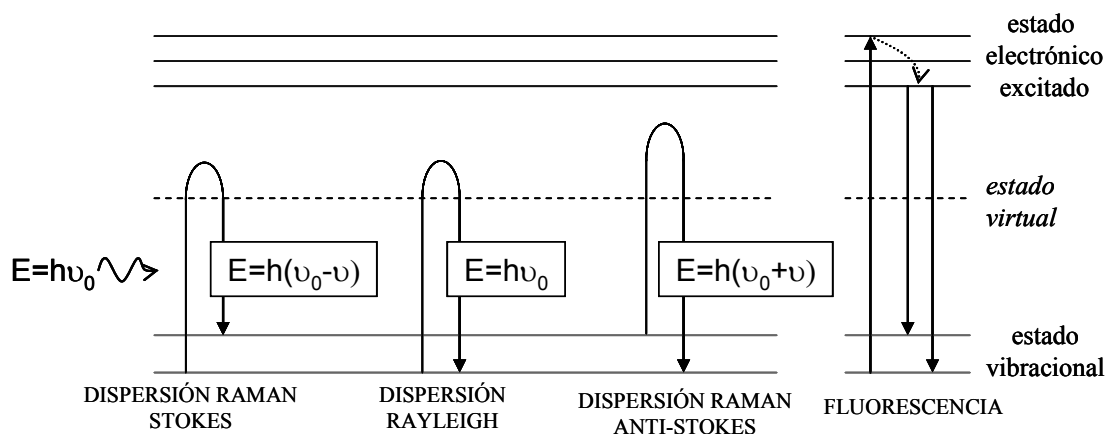 estado
electrónico
excitado
estado
virtual
E=hυ₀
E=h(υ₀-υ)
E=hυ₀
E=h(υ₀+υ)
estado
vibracional
DISPERSIÓN RAMAN
STOKES
DISPERSIÓN
RAYLEIGH
DISPERSIÓN RAMAN
ANTI-STOKES
FLUORESCENCIA